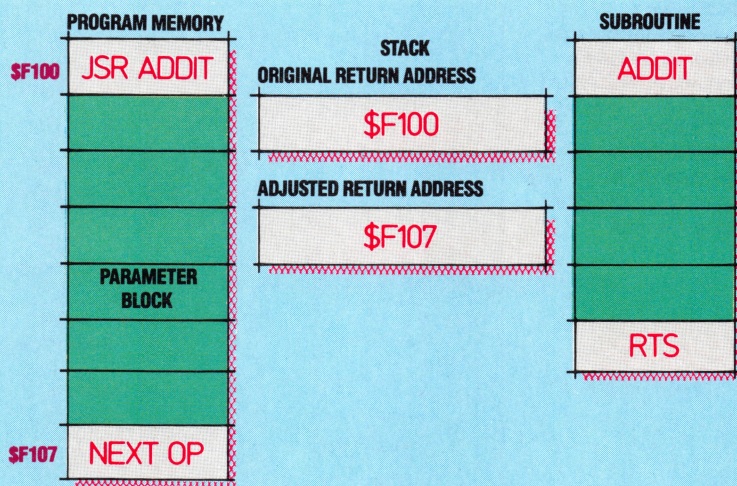 PROGRAM MEMORY
$F100 JSR ADDIT
PARAMETER
BLOCK
$F107 NEXT OP
STACK
ORIGINAL RETURN ADDRESS
$F100
ADJUSTED RETURN ADDRESS
$F107
SUBROUTINE
ADDIT
RTS